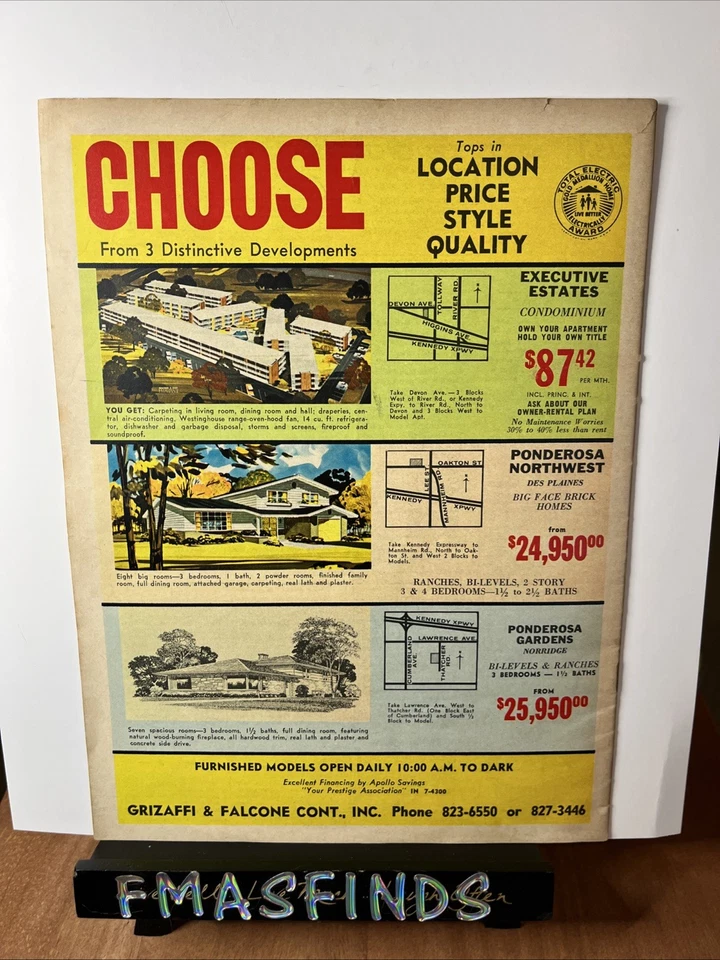 CHOOSE
From 3 Distinctive Developments
Tops in
LOCATION
PRICE
STYLE
QUALITY
TOTAL ELECTRIC
GOLD MEDALLION HOME
LIVE BETTER
ELECTRICALLY
AWARD
DEVON AVE.
TOLLWAY
RIVER RD.
HIGGINS AVE.
KENNEDY XPWY
EXECUTIVE
ESTATES
CONDOMINIUM
OWN YOUR APARTMENT
HOLD YOUR OWN TITLE
$87.42
PER MTH.
INCL. PRINC. & INT.
ASK ABOUT OUR
OWNER-RENTAL PLAN
No Maintenance Worries
30% to 40% less than rent
Take Devon Ave.—3 Blocks
West of River Rd., or Kennedy
Expy, to River Rd., North to
Devon and 3 Blocks West to
Model Apt.
YOU GET: Carpeting in living room, dining room and hall; draperies, cen-
tral air-conditioning, Westinghouse range-oven-hood fan, 14 cu. ft. refrigera-
tor, dishwasher and garbage disposal, storms and screens, fireproof and
soundproof.
OAKTON ST
LEE ST
MANNHEIM RD.
KENNEDY
XPWY
PONDEROSA
NORTHWEST
DES PLAINES
BIG FACE BRICK
HOMES
from
$24,950.00
Take Kennedy Expressway to
Mannheim Rd., North to Oak-
ton St. and West 2 Blocks to
Models.
Eight big rooms—3 bedrooms, 1 bath, 2 powder rooms, finished family
room, full dining room, attached garage, carpeting, real lath and plaster.
RANCHES, BI-LEVELS, 2 STORY
3 & 4 BEDROOMS—1½ to 2½ BATHS
KENNEDY XPWY
LAWRENCE AVE.
CUMBERLAND
AVE.
THATCHER
RD.
PONDEROSA
GARDENS
NORRIDGE
BI-LEVELS & RANCHES
3 BEDROOMS — 1½ BATHS
FROM
$25,950.00
Take Lawrence Ave. West to
Thatcher Rd. (One Block East
of Cumberland) and South ½
Block to Model.
Seven spacious rooms—3 bedrooms, 1½ baths, full dining room, featuring
natural wood-burning fireplace, all hardwood trim, real lath and plaster and
concrete side drive.
FURNISHED MODELS OPEN DAILY 10:00 A.M. TO DARK
Excellent Financing by Apollo Savings
"Your Prestige Association" IN 7-4300
GRIZAFFI & FALCONE CONT., INC. Phone 823-6550 or 827-3446
FMASFINDS